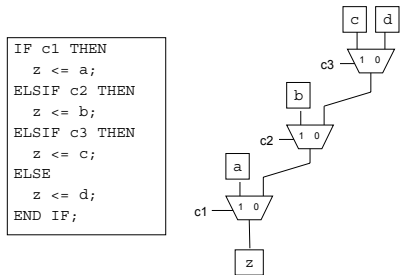 IF c1 THEN
z <= a;
ELSIF c2 THEN
z <= b;
ELSIF c3 THEN
z <= c;
ELSE
z <= d;
END IF;
c d
c3 1 0
b
c2 1 0
a
c1 1 0
z